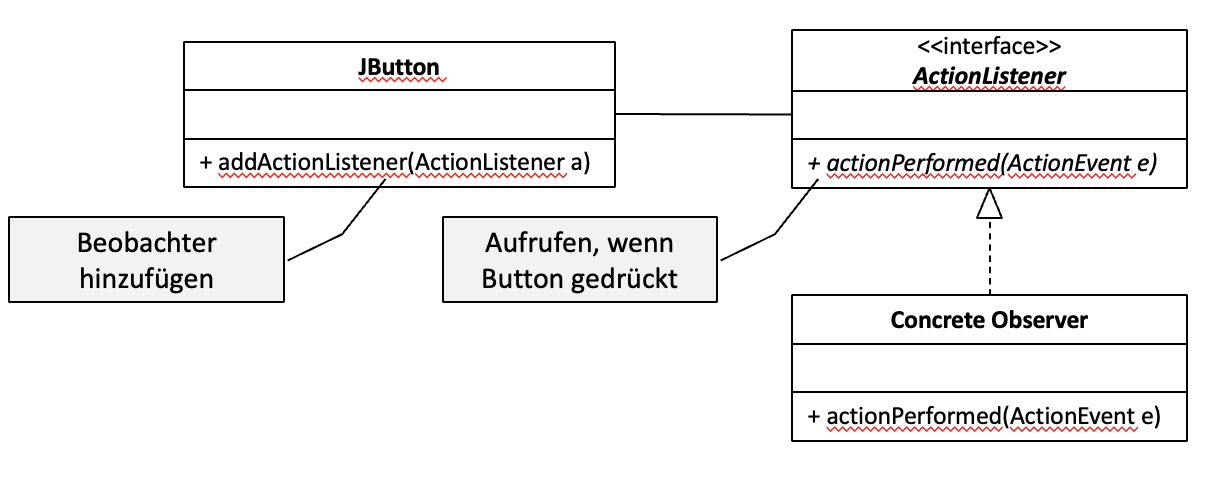 JButton
+ addActionListener(ActionListener a)
<<interface>>
ActionListener
+ actionPerformed(ActionEvent e)
Beobachter
hinzufügen
Aufrufen, wenn
Button gedrückt
Concrete Observer
+ actionPerformed(ActionEvent e)